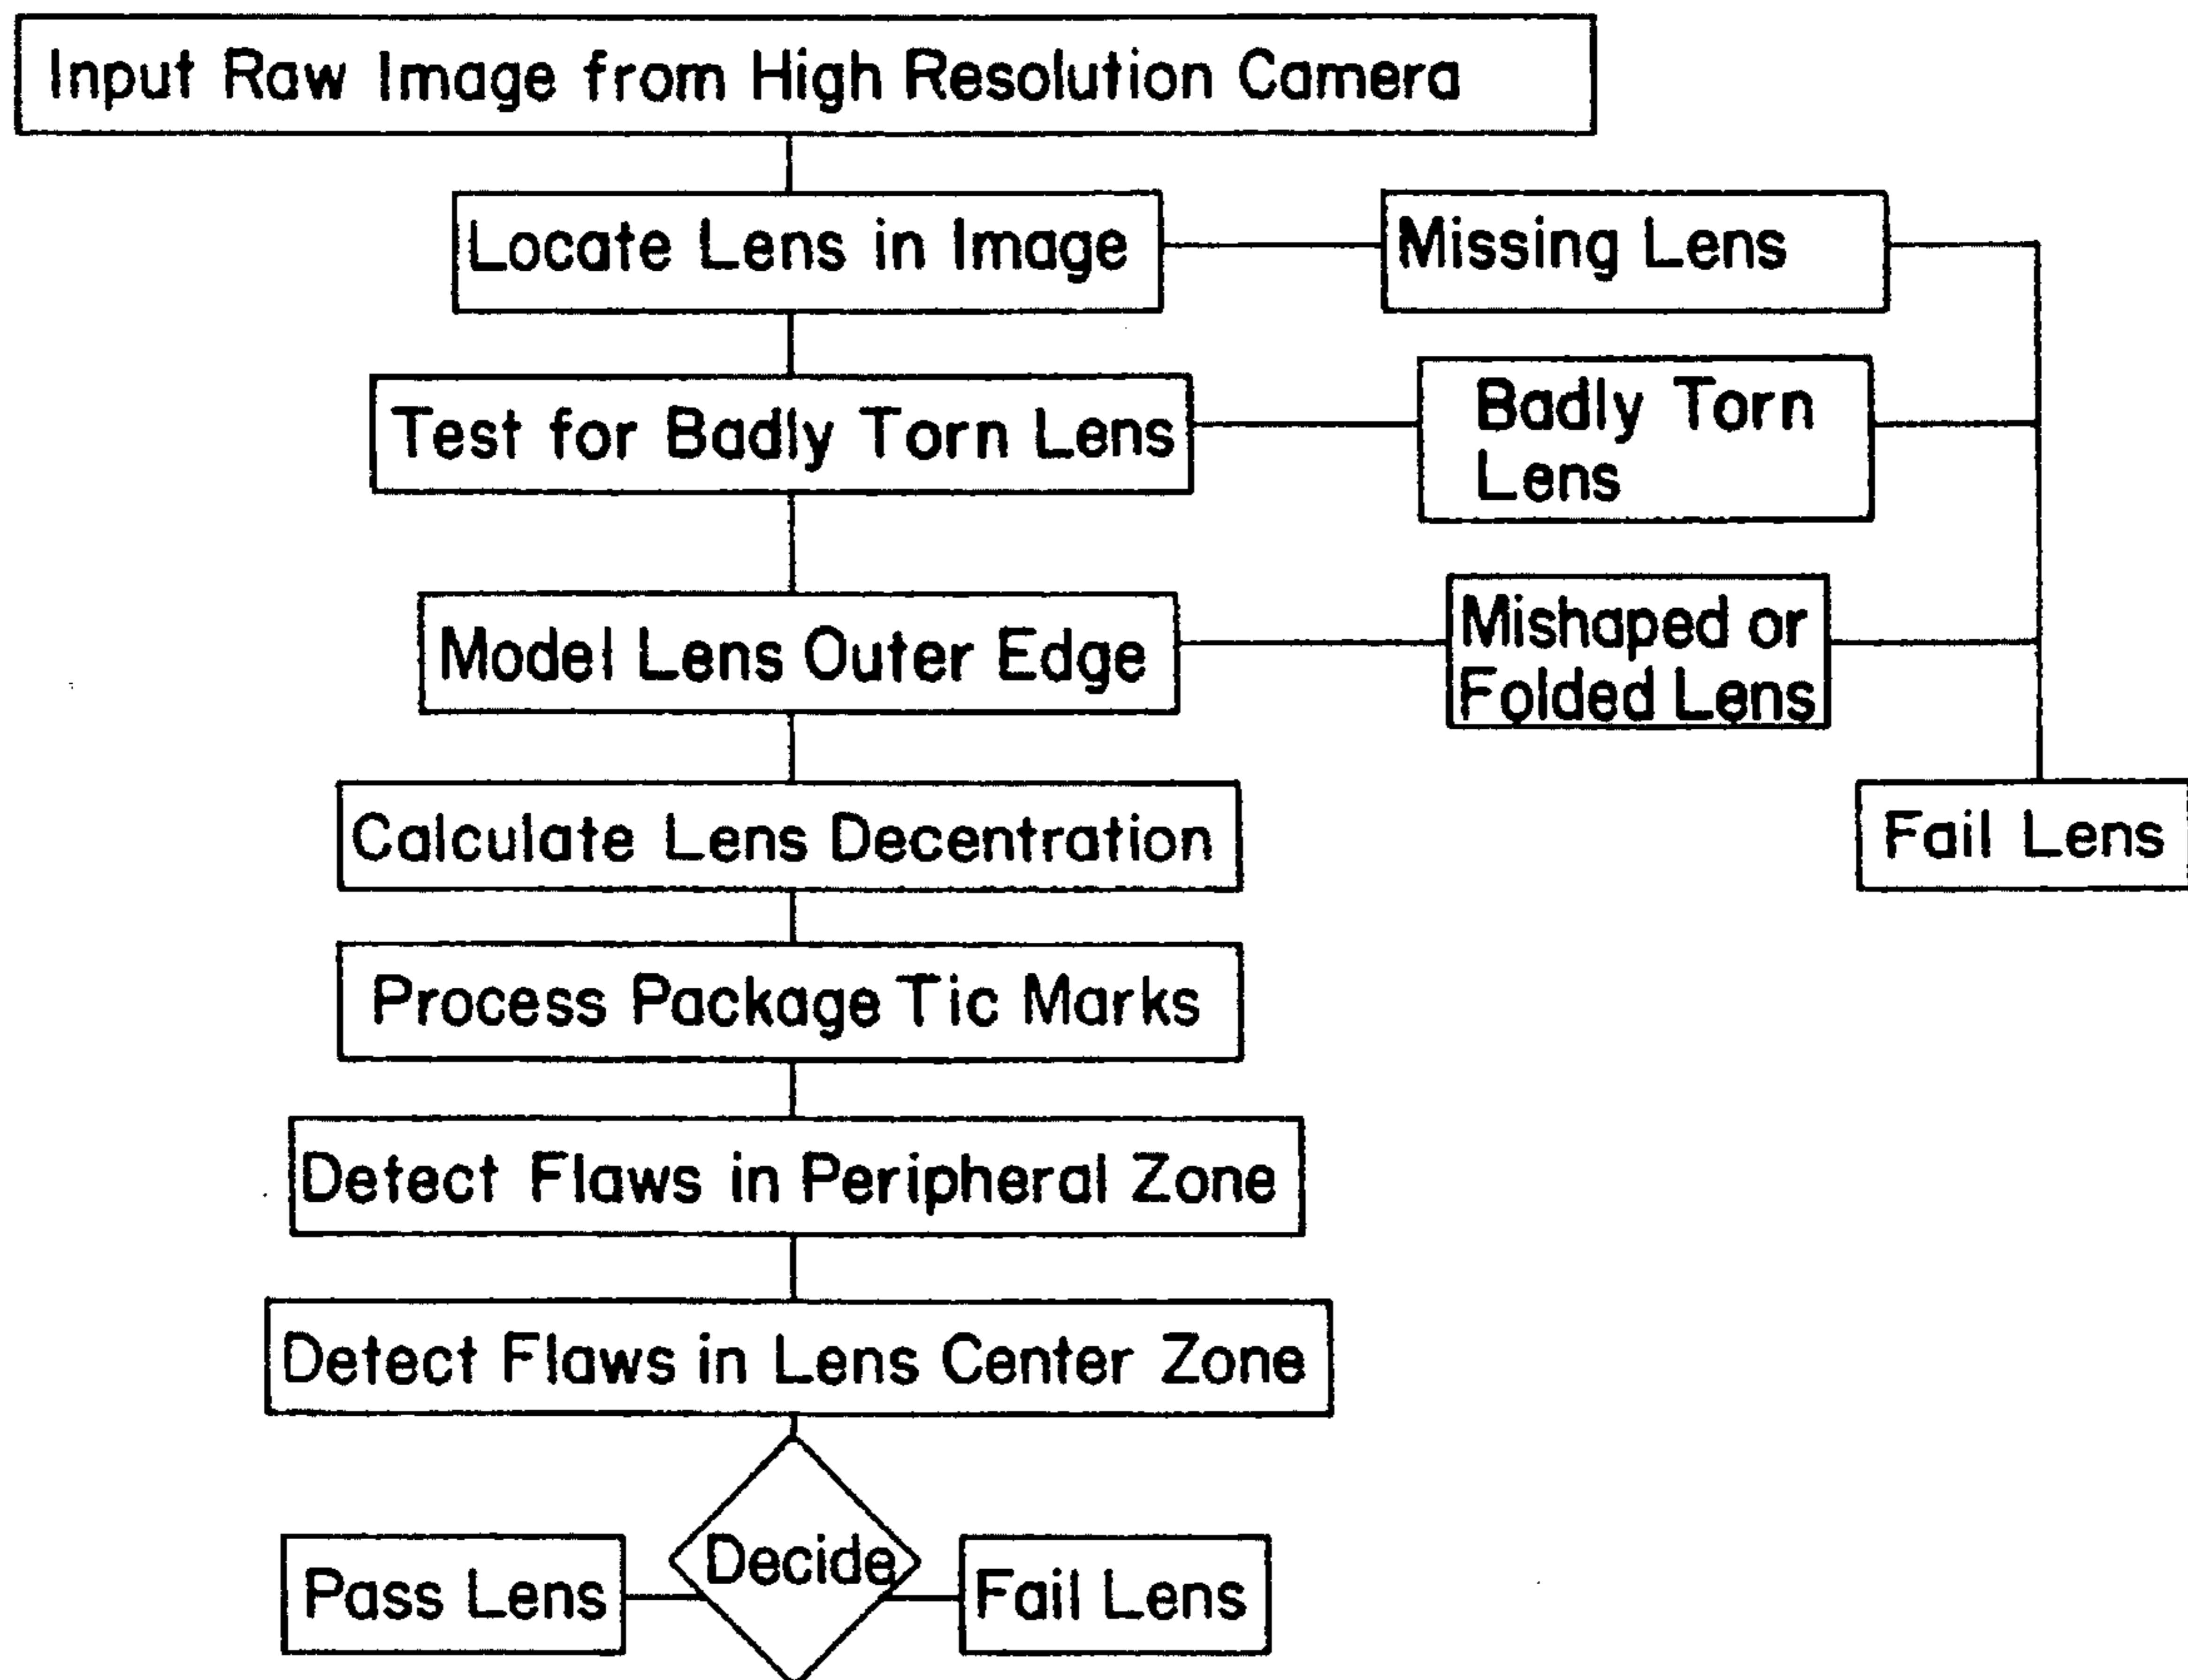 Input Raw Image from High Resolution Camera
Locate Lens in Image
Missing Lens
Test for Badly Torn Lens
Badly Torn
Lens
Model Lens Outer Edge
Mishaped or
Folded Lens
Calculate Lens Decentration
Fail Lens
Process Package Tic Marks
Detect Flaws in Peripheral Zone
Detect Flaws in Lens Center Zone
Decide
Pass Lens
Fail Lens